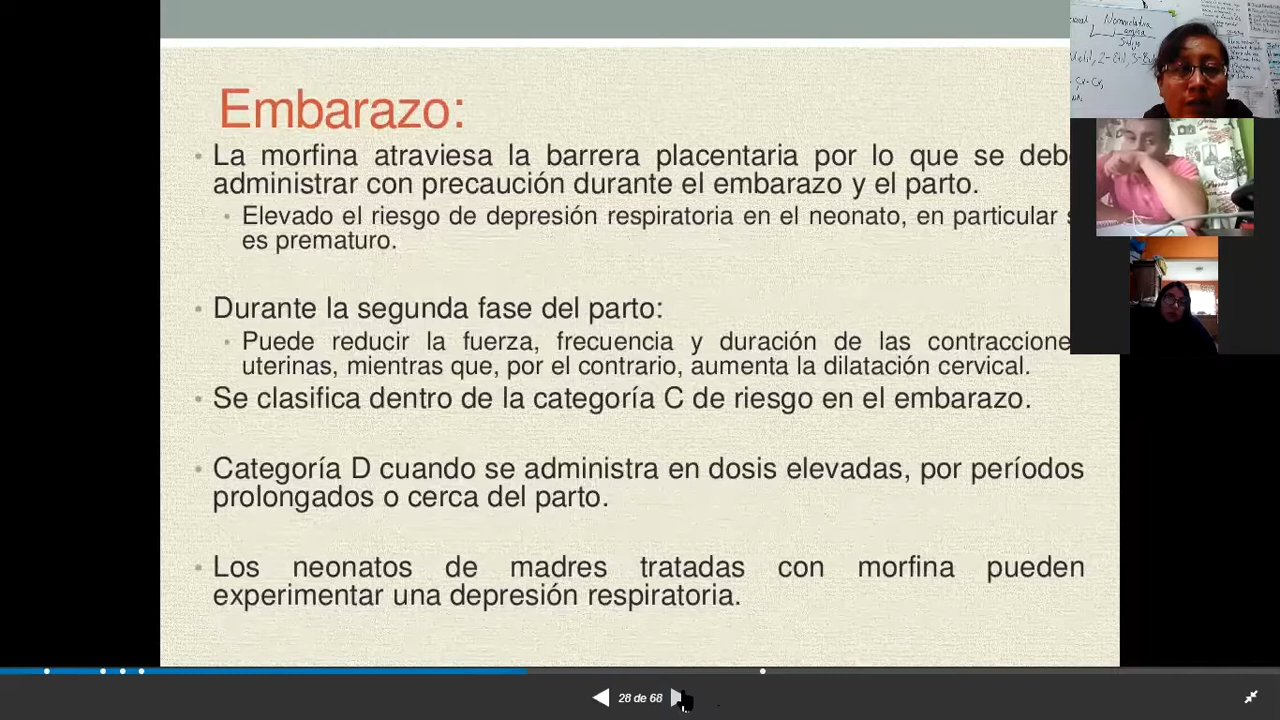 Embarazo:
La morfina atraviesa la barrera placentaria por lo que se
administrar con precaución durante el embarazo y el parto.
Elevado el riesgo de depresión respiratoria en el neonato, en particular
es prematuro.
Durante la segunda fase del parto:
Puede reducir la fuerza, frecuencia y duración de las
uterinas, mientras que, por el contrario, aumenta la dilatación cervical.
Se clasifica dentro de la categoría C de riesgo en el embarazo.
Categoría D cuando se administra en dosis elevadas, por períodos
prolongados o cerca del parto.
Los neonatos de madres tratadas con morfina pueden
experimentar una depresión respiratoria.
28 de 68
Nomenclatura